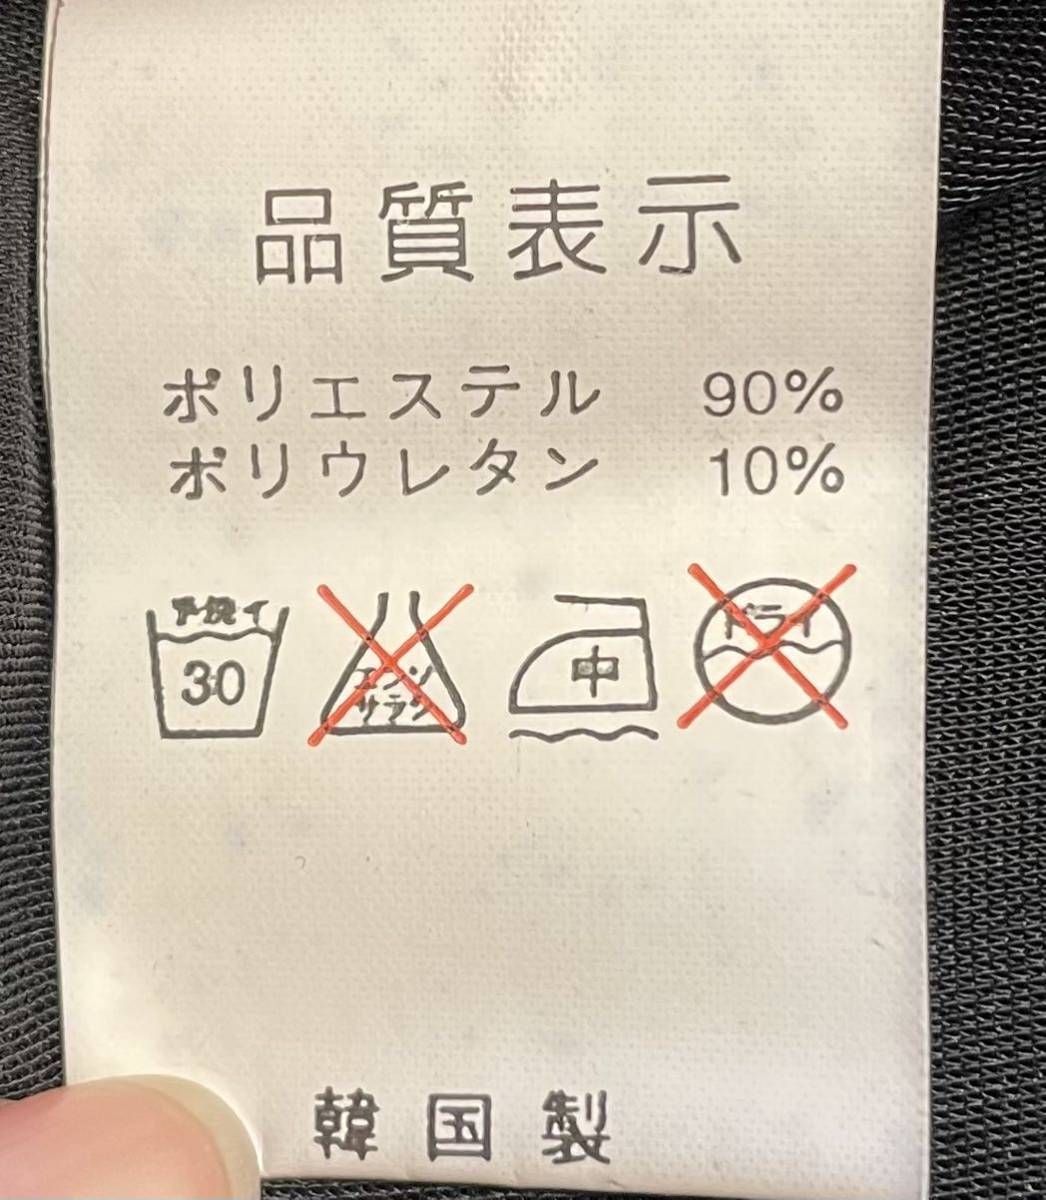 品質表示
ポリエステル 90%
ポリウレタン 10%
手洗イ 30 エンソサラシ 中 ドライ
韓国製